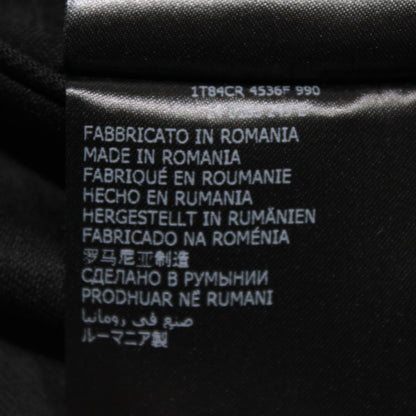 1T84CR 4536F 990
FABBRICATO IN ROMANIA
MADE IN ROMANIA
FABRIQUÉ EN ROUMANIE
HECHO EN RUMANIA
HERGESTELLT IN RUMÄNIEN
FABRICADO NA ROMÉNIA
罗马尼亚制造
СДЕЛАНО В РУМЫНИИ
PRODHUAR NË RUMANI
صنع في رومانيا
ルーマニア製